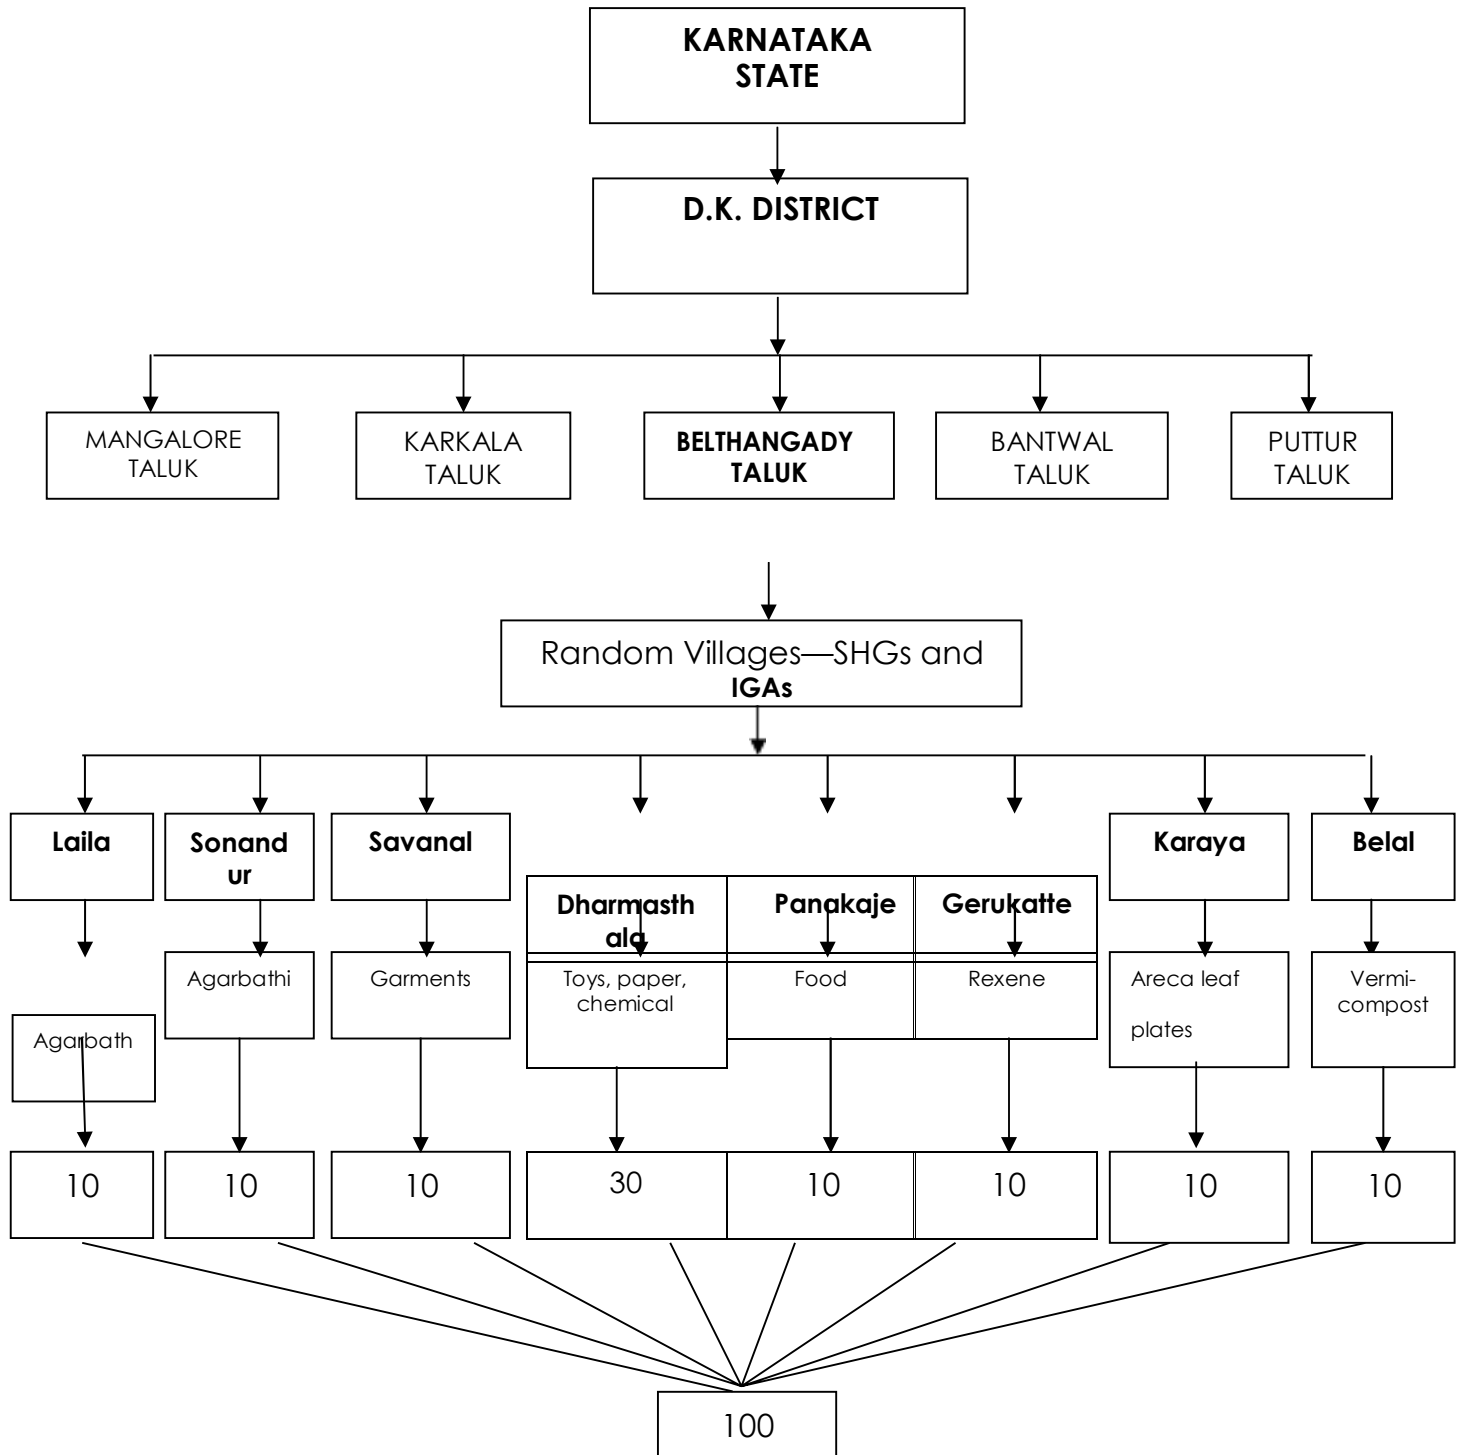 KARNATAKA
STATE
D.K. DISTRICT
MANGALORE
TALUK
KARKALA
TALUK
BELTHANGADY
TALUK
BANTWAL
TALUK
PUTTUR
TALUK
Random Villages—SHGs and
IGAs
Laila
Sonand
ur
Savanal
Dharmasth
ala
Panakaje
Gerukatte
Karaya
Belal
Agarbath
Agarbathi
Garments
Toys, paper,
chemical
Food
Rexene
Areca leaf
plates
Vermi-
compost
10
10
10
30
10
10
10
10
100